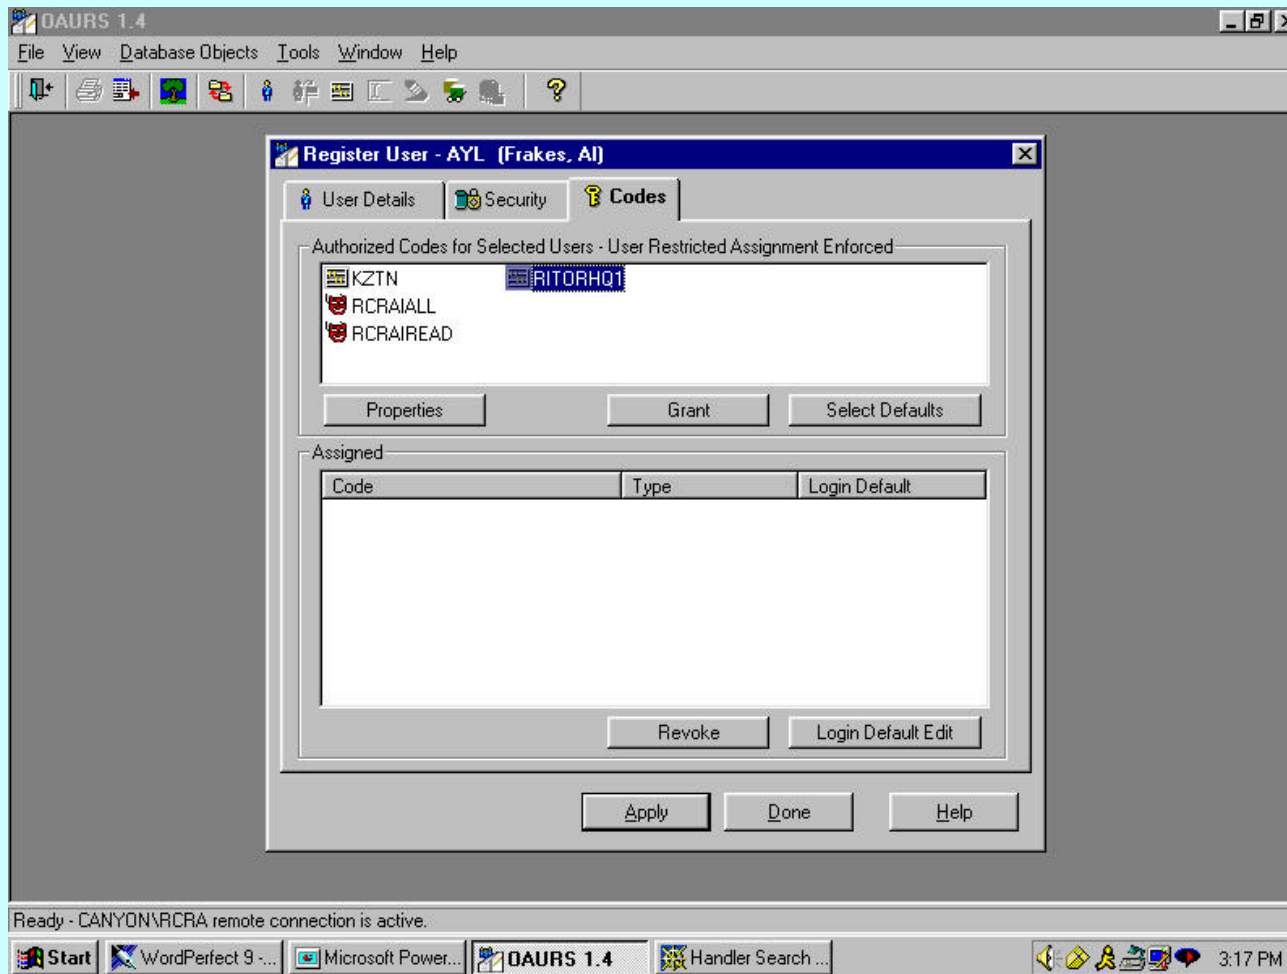 OAURS 1.4
File View Database Objects Tools Window Help
Register User - AYL (Frakes, Al)
User Details Security Codes
Authorized Codes for Selected Users - User Restricted Assignment Enforced
KZTN RITORHQ1
RCRAIALL
RCRAIREAD
Properties Grant Select Defaults
Assigned
Code Type Login Default
Revoke Login Default Edit
Apply Done Help
Ready - CANYON\RCRA remote connection is active.
Start WordPerfect 9 -... Microsoft Power... OAURS 1.4 Handler Search ... 3:17 PM